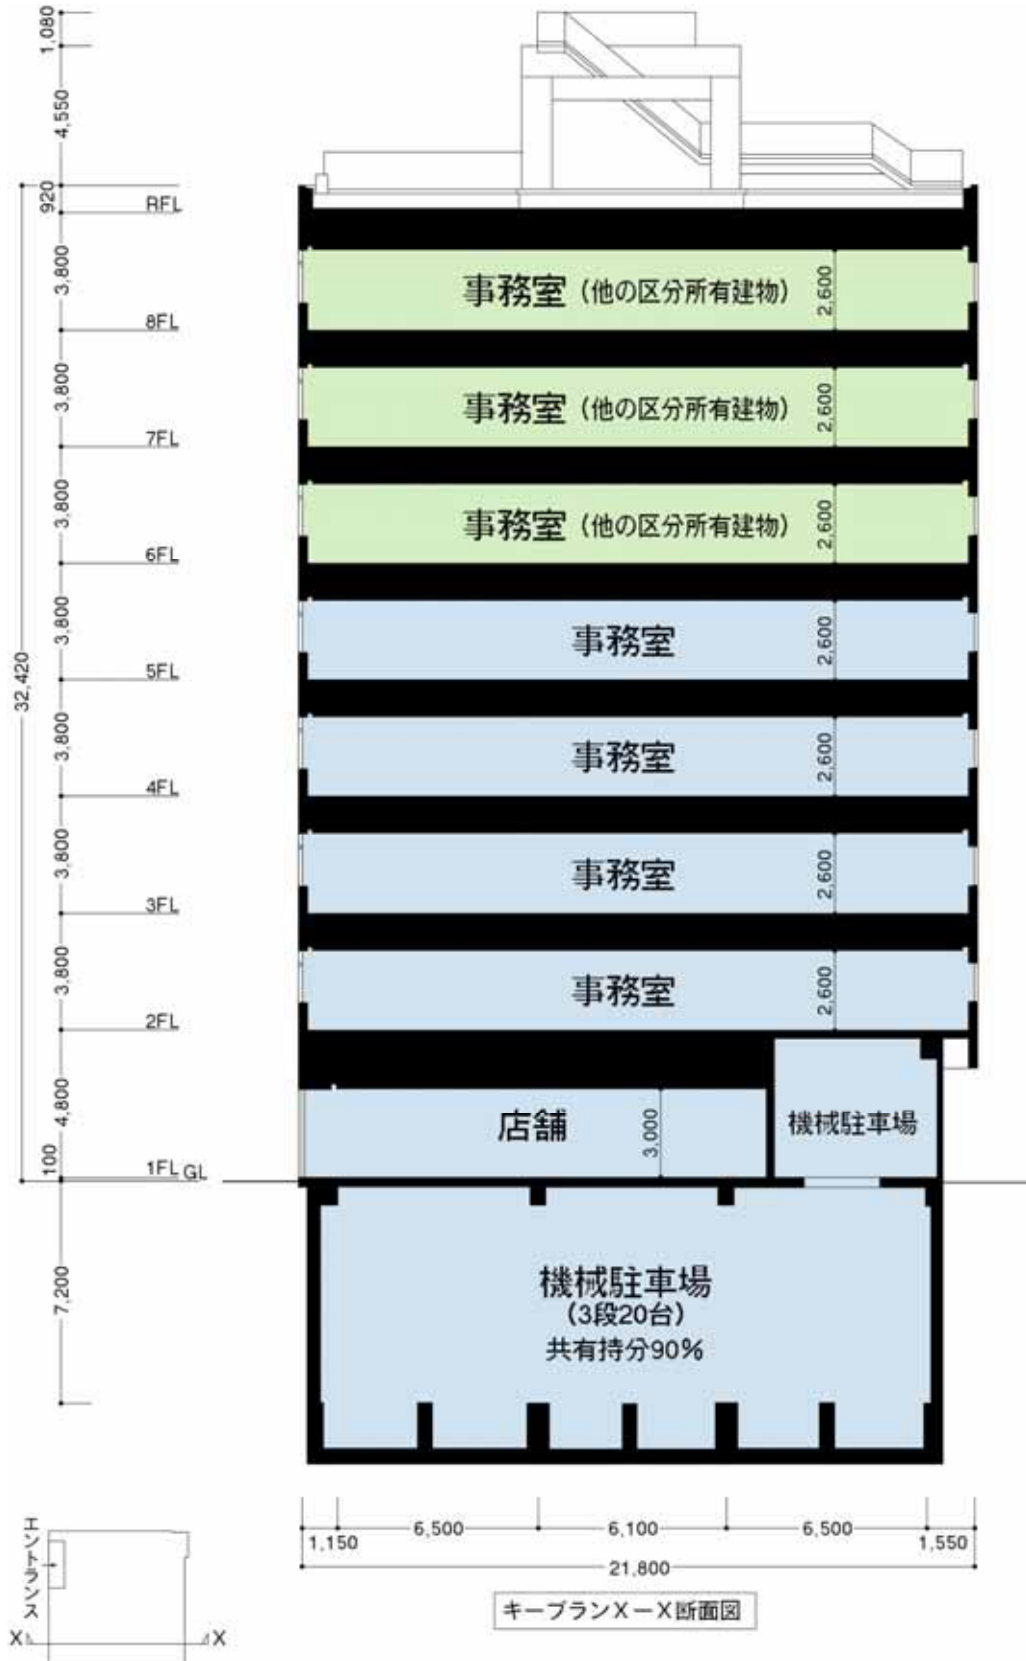 1,080
4,550
920
RFL
3,800
事務室（他の区分所有建物）
2,600
8FL
3,800
事務室（他の区分所有建物）
2,600
7FL
3,800
事務室（他の区分所有建物）
2,600
6FL
3,800
事務室
2,600
5FL
32,420
3,800
事務室
2,600
4FL
3,800
事務室
2,600
3FL
3,800
事務室
2,600
2FL
4,800
店舗
3,000
機械駐車場
100
1FL
GL
7,200
機械駐車場
（3段20台）
共有持分90%
6,500
6,100
6,500
1,150
1,550
21,800
エントランス
キープランX－X断面図
X
X